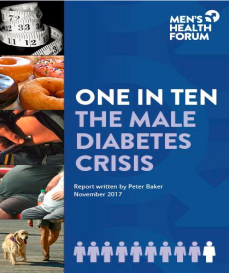 MEN'S
HEALTH
FORUM
ONE IN TEN
THE MALE
DIABETES
CRISIS
Report written by Peter Baker
November 2017